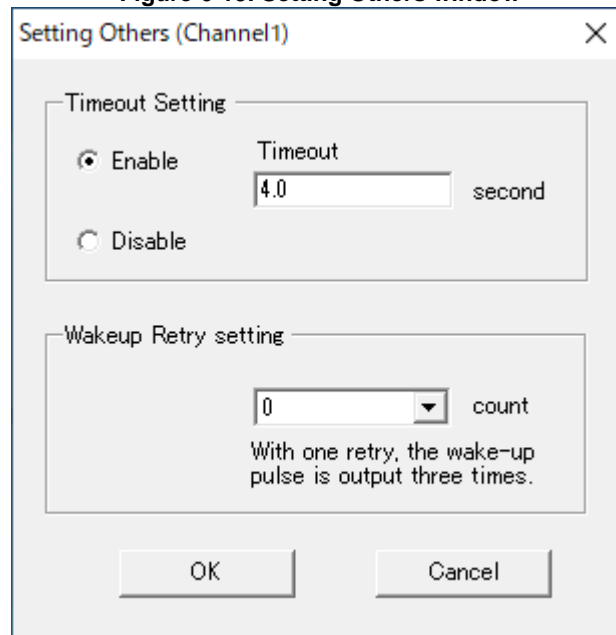 Setting Others (Channel1)
Timeout Setting
Enable
Timeout
4.0
second
Disable
Wakeup Retry setting
0
count
With one retry, the wake-up
pulse is output three times.
OK
Cancel